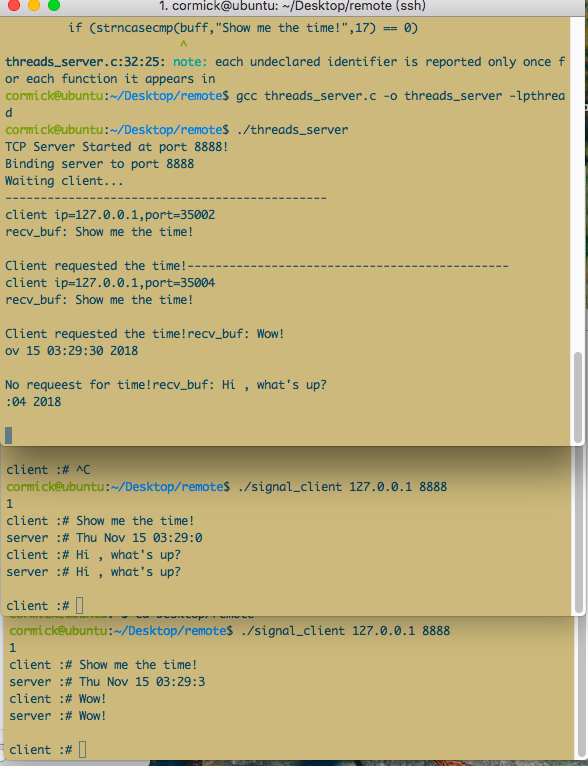 1. cormick@ubuntu: ~/Desktop/remote (ssh)
if (strncasecmp(buff,"Show me the time!",17) == 0)
^
threads_server.c:32:25: note: each undeclared identifier is reported only once f
or each function it appears in
cormick@ubuntu:~/Desktop/remote$ gcc threads_server.c -o threads_server -lpthrea
d
cormick@ubuntu:~/Desktop/remote$ ./threads_server
TCP Server Started at port 8888!
Binding server to port 8888
Waiting client...
----------------------------------------------
client ip=127.0.0.1,port=35002
recv_buf: Show me the time!
Client requested the time!----------------------------------------------
client ip=127.0.0.1,port=35004
recv_buf: Show me the time!
Client requested the time!recv_buf: Wow!
ov 15 03:29:30 2018
No requeest for time!recv_buf: Hi , what's up?
:04 2018
client :# ^C
cormick@ubuntu:~/Desktop/remote$ ./signal_client 127.0.0.1 8888
1
client :# Show me the time!
server :# Thu Nov 15 03:29:0
client :# Hi , what's up?
server :# Hi , what's up?
client :#
cormick@ubuntu:~/Desktop/remote$ ./signal_client 127.0.0.1 8888
1
client :# Show me the time!
server :# Thu Nov 15 03:29:3
client :# Wow!
server :# Wow!
client :#